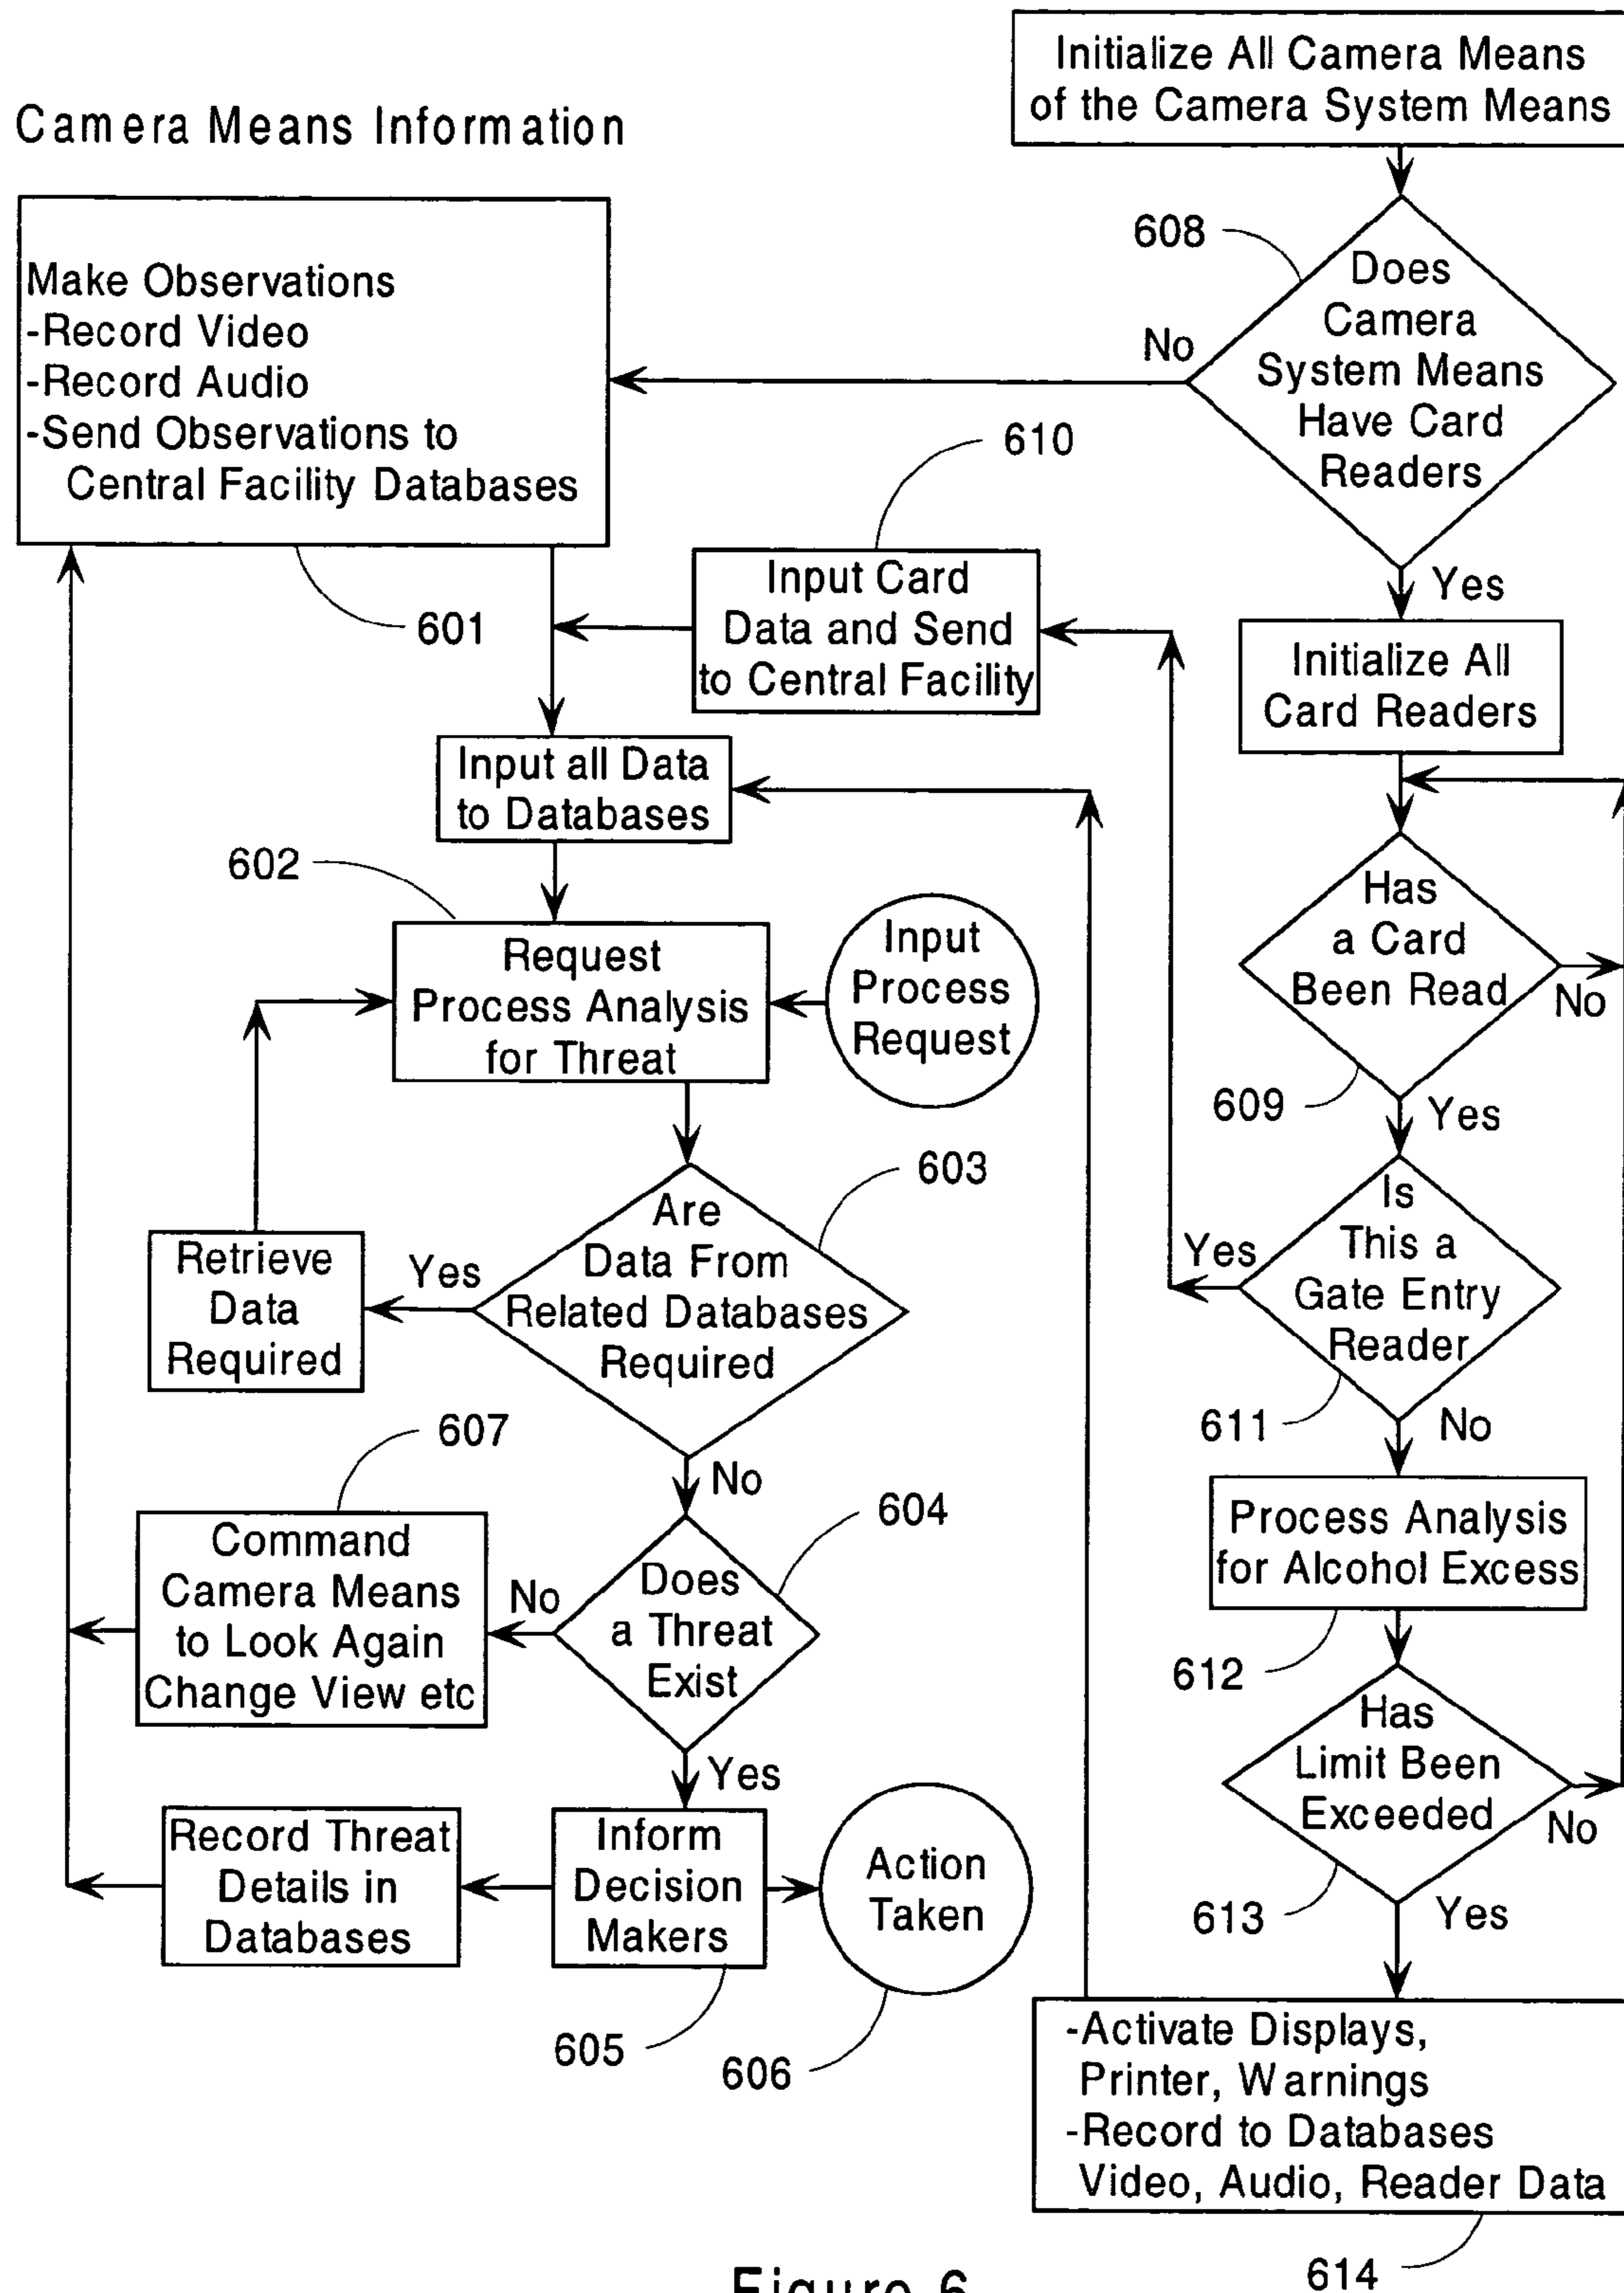 Initialize All Camera Means
of the Camera System Means
Camera Means Information
608
Does
Camera
System Means
Have Card
Readers
No
Yes
Make Observations
-Record Video
-Record Audio
-Send Observations to
Central Facility Databases
601
610
Input Card
Data and Send
to Central Facility
Initialize All
Card Readers
Input all Data
to Databases
602
Request
Process Analysis
for Threat
Input
Process
Request
Has
a Card
Been Read
No
609
Yes
603
Are
Data From
Related Databases
Required
Yes
Retrieve
Data
Required
Is
This a
Gate Entry
Reader
Yes
611
No
607
No
604
Command
Camera Means
to Look Again
Change View etc
No
Does
a Threat
Exist
Yes
Process Analysis
for Alcohol Excess
612
Has
Limit Been
Exceeded
No
613
Yes
Record Threat
Details in
Databases
Inform
Decision
Makers
Action
Taken
605
606
-Activate Displays,
Printer, Warnings
-Record to Databases
Video, Audio, Reader Data
614
Figure 6